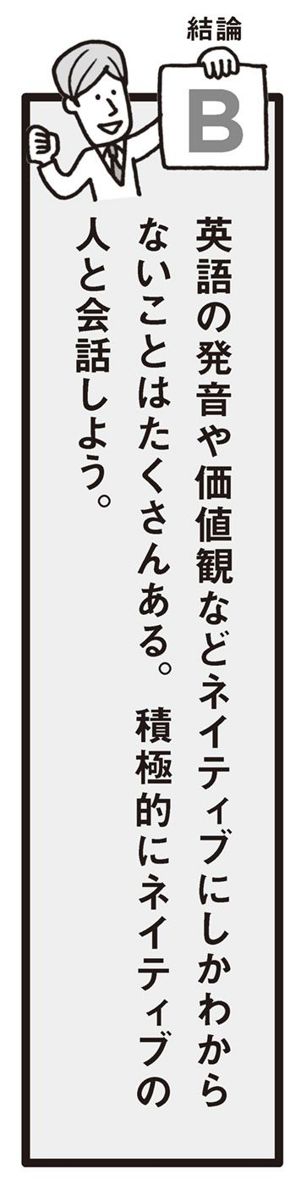 結論
B
英語の発音や価値観などネイティブにしかわから
ないことはたくさんある。積極的にネイティブの
人と会話しよう。